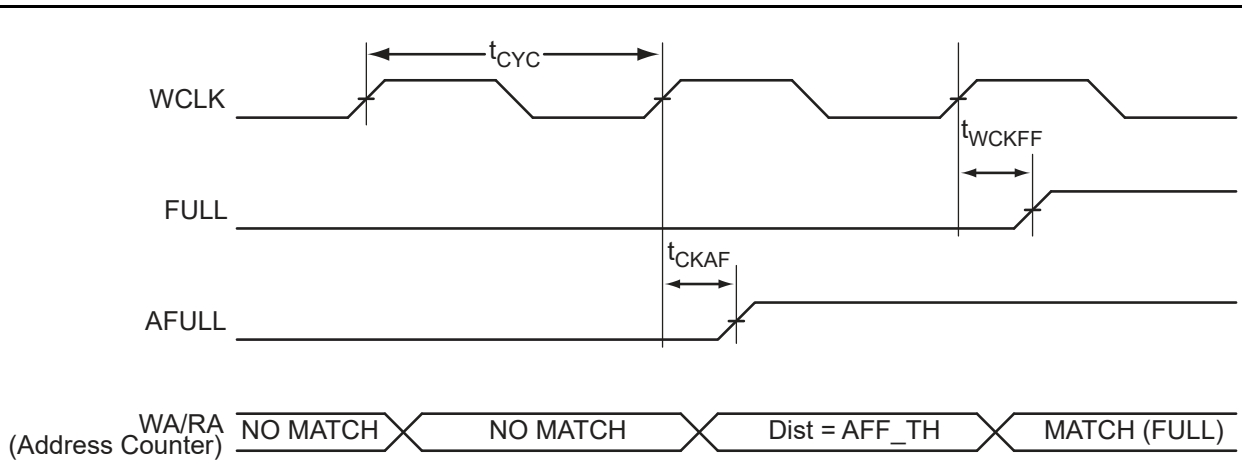 tCYC
WCLK
tWCKFF
FULL
tCKAF
AFULL
WA/RA
(Address Counter)
NO MATCH
NO MATCH
Dist = AFF_TH
MATCH (FULL)